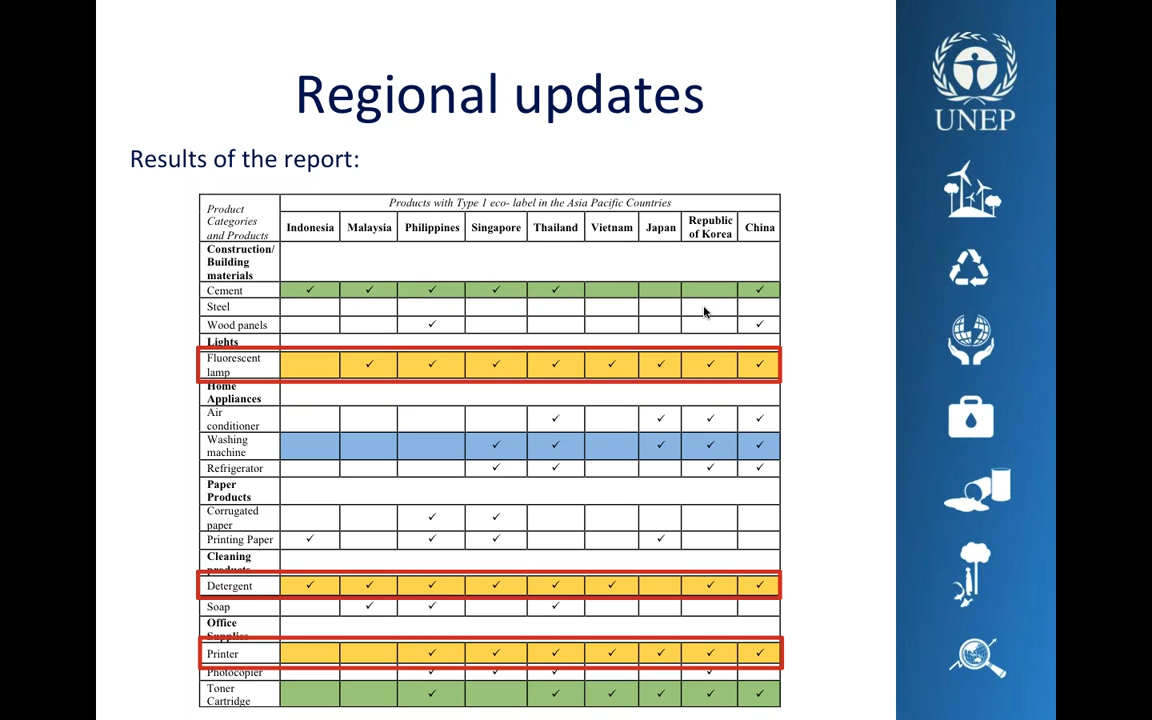 Regional updates
Results of the report:
Product
Categories
and Products
Products with Type 1 eco- label in the Asia Pacific Countries
Indonesia Malaysia Philippines Singapore Thailand Vietnam Japan Republic of Korea China
Construction/
Building
materials
Cement ✓ ✓ ✓ ✓ ✓ ✓
Steel
Wood panels ✓ ✓
Lights
Fluorescent
lamp ✓ ✓ ✓ ✓ ✓ ✓ ✓ ✓
Home
Appliances
Air
conditioner ✓ ✓ ✓ ✓
Washing
machine ✓ ✓ ✓ ✓ ✓
Refrigerator ✓ ✓ ✓ ✓
Paper
Products
Corrugated
paper ✓ ✓
Printing Paper ✓ ✓ ✓ ✓
Cleaning
products
Detergent ✓ ✓ ✓ ✓ ✓ ✓ ✓ ✓
Soap ✓ ✓ ✓
Office
Supplies
Printer ✓ ✓ ✓ ✓ ✓ ✓ ✓
Photocopier ✓ ✓ ✓ ✓
Toner
Cartridge ✓ ✓ ✓ ✓ ✓ ✓
UNEP